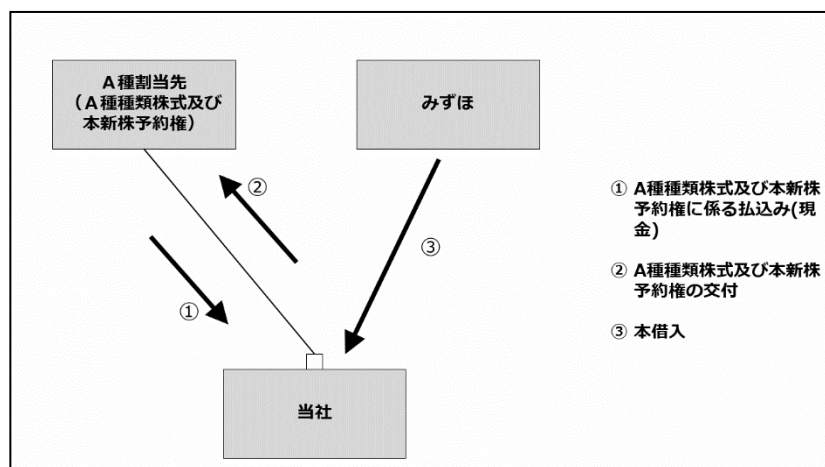 A種割当先
（A種種類株式及び
本新株予約権）
みずほ
②
③
①
当社
① A種種類株式及び本新株
予約権に係る払込み(現
金)
② A種種類株式及び本新株
予約権の交付
③ 本借入